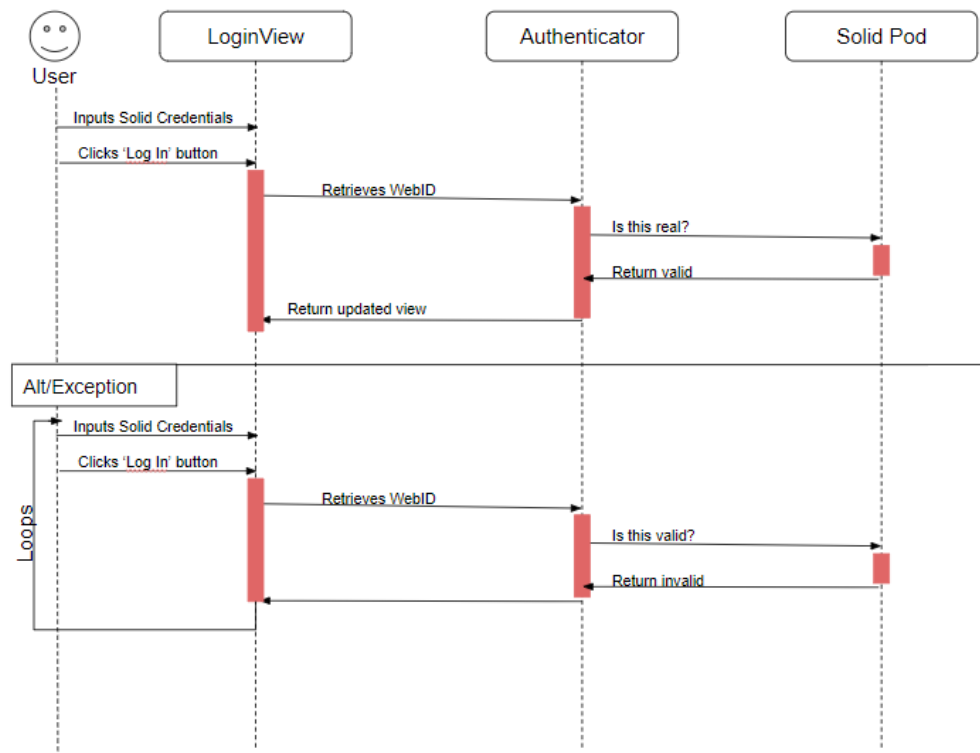 LoginView
Authenticator
Solid Pod
User
Inputs Solid Credentials
Clicks ‘Log In’ button
Retrieves WebID
Is this real?
Return valid
Return updated view
Alt/Exception
Inputs Solid Credentials
Clicks ‘Log In’ button
Retrieves WebID
Loops
Is this valid?
Return invalid